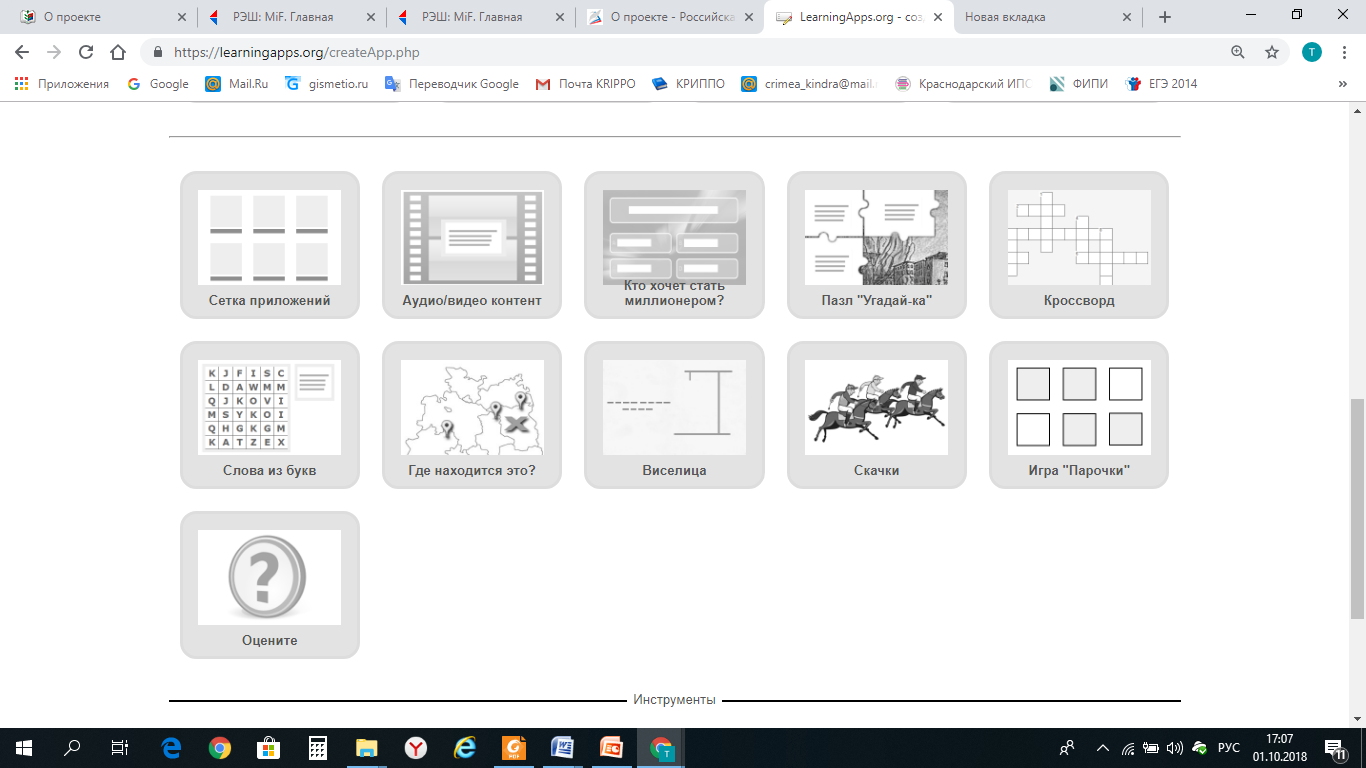 О проекте
РЭШ: MiF. Главная
РЭШ: MiF. Главная
О проекте - Российска
LearningApps.org - соз
Новая вкладка
https://learningapps.org/createApp.php
Т
Приложения
Google
Mail.Ru
gismetio.ru
Переводчик Google
Почта KRIPPO
КРИППО
crimea_kindra@mail.
Краснодарский ИПС
ФИПИ
ЕГЭ 2014
»
Сетка приложений
Аудио/видео контент
Кто хочет стать
миллионером?
Пазл "Угадай-ка"
Кроссворд
K J F I S C
L D A W M M
Q J K O V I
M S Y K O I
Q H G K G M
K A T Z E X
Слова из букв
Где находится это?
Виселица
Скачки
Игра "Парочки"
?
Оцените
Инструменты
РУС
17:07
01.10.2018
11